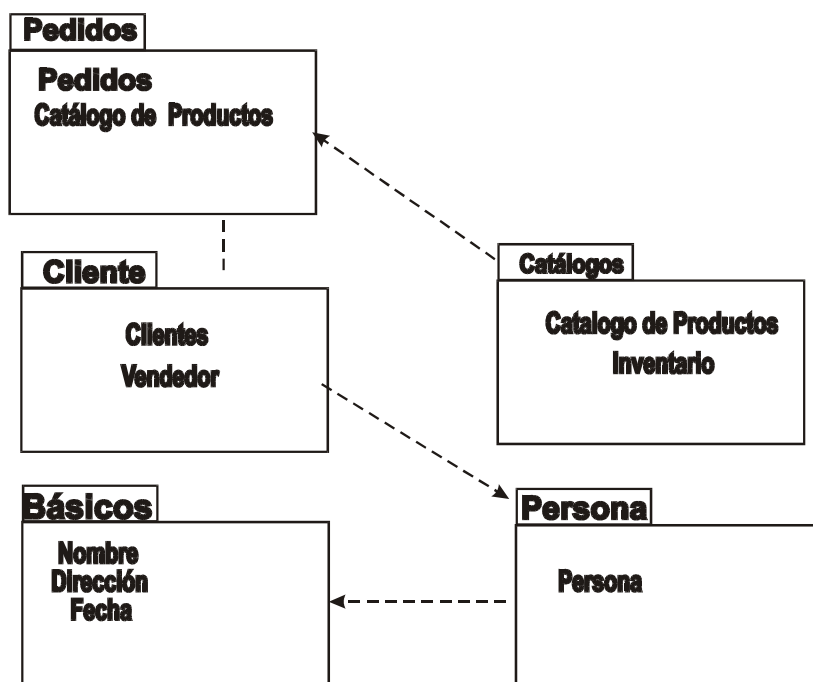 Pedidos
Pedidos
Catálogo de Productos
Cliente
Clientes
Vendedor
Catálogos
Catalogo de Productos
Inventario
Básicos
Nombre
Dirección
Fecha
Persona
Persona